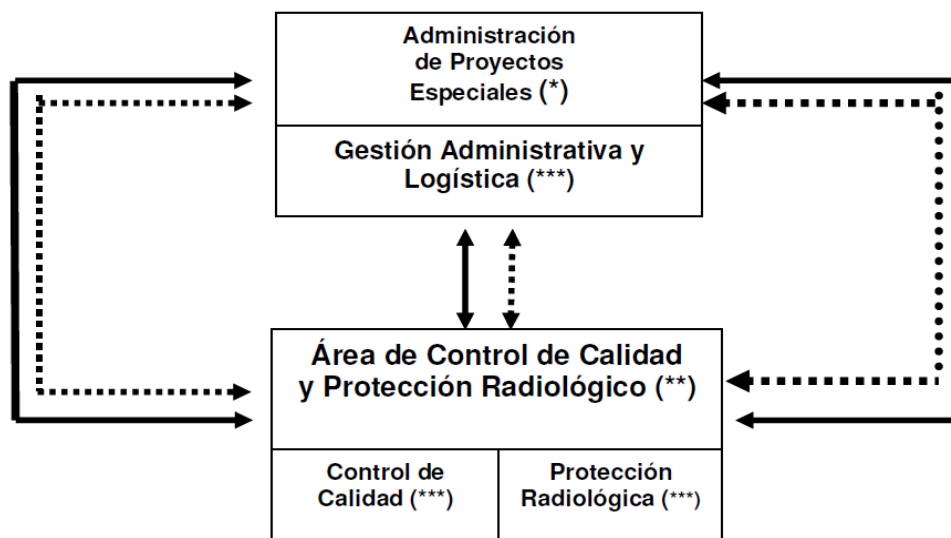 Administración
de Proyectos
Especiales (*)
Gestión Administrativa y
Logística (***)
Área de Control de Calidad
y Protección Radiológico (**)
Control de
Calidad (***)
Protección
Radiológica (***)